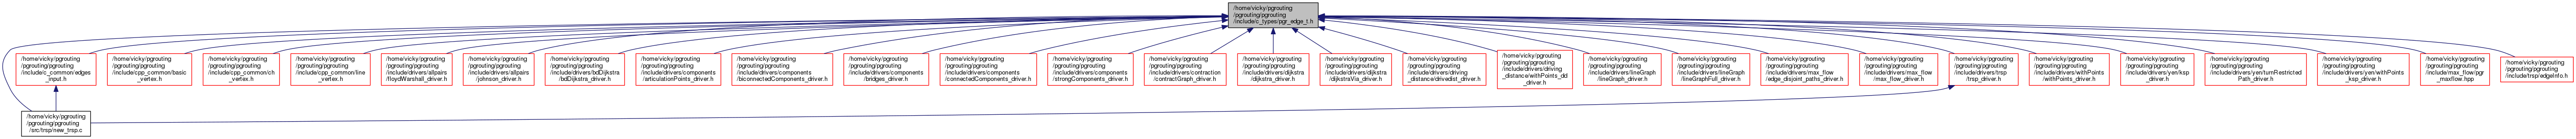 /home/vicky/pgrouting
/pgrouting/pgrouting
/include/c_types/pgr_edge_t.h
/home/vicky/pgrouting
/pgrouting/pgrouting
/include/c_common/edges
_input.h
/home/vicky/pgrouting
/pgrouting/pgrouting
/include/cpp_common/basic
_vertex.h
/home/vicky/pgrouting
/pgrouting/pgrouting
/include/cpp_common/ch
_vertex.h
/home/vicky/pgrouting
/pgrouting/pgrouting
/include/cpp_common/line
_vertex.h
/home/vicky/pgrouting
/pgrouting/pgrouting
/include/drivers/allpairs
/floydWarshall_driver.h
/home/vicky/pgrouting
/pgrouting/pgrouting
/include/drivers/allpairs
/johnson_driver.h
/home/vicky/pgrouting
/pgrouting/pgrouting
/include/drivers/bdDijkstra
/bdDijkstra_driver.h
/home/vicky/pgrouting
/pgrouting/pgrouting
/include/drivers/components
/articulationPoints_driver.h
/home/vicky/pgrouting
/pgrouting/pgrouting
/include/drivers/components
/biconnectedComponents_driver.h
/home/vicky/pgrouting
/pgrouting/pgrouting
/include/drivers/components
/bridges_driver.h
/home/vicky/pgrouting
/pgrouting/pgrouting
/include/drivers/components
/connectedComponents_driver.h
/home/vicky/pgrouting
/pgrouting/pgrouting
/include/drivers/components
/strongComponents_driver.h
/home/vicky/pgrouting
/pgrouting/pgrouting
/include/drivers/contraction
/contractGraph_driver.h
/home/vicky/pgrouting
/pgrouting/pgrouting
/include/drivers/dijkstra
/dijkstra_driver.h
/home/vicky/pgrouting
/pgrouting/pgrouting
/include/drivers/dijkstra
/dijkstraVia_driver.h
/home/vicky/pgrouting
/pgrouting/pgrouting
/include/drivers/driving
_distance/drivedist_driver.h
/home/vicky/pgrouting
/pgrouting/pgrouting
/include/drivers/driving
_distance/withPoints_dd
_driver.h
/home/vicky/pgrouting
/pgrouting/pgrouting
/include/drivers/lineGraph
/lineGraph_driver.h
/home/vicky/pgrouting
/pgrouting/pgrouting
/include/drivers/lineGraph
/lineGraphFull_driver.h
/home/vicky/pgrouting
/pgrouting/pgrouting
/include/drivers/max_flow
/edge_disjoint_paths_driver.h
/home/vicky/pgrouting
/pgrouting/pgrouting
/include/drivers/max_flow
/max_flow_driver.h
/home/vicky/pgrouting
/pgrouting/pgrouting
/include/drivers/trsp
/trsp_driver.h
/home/vicky/pgrouting
/pgrouting/pgrouting
/include/drivers/withPoints
/withPoints_driver.h
/home/vicky/pgrouting
/pgrouting/pgrouting
/include/drivers/yen/ksp
_driver.h
/home/vicky/pgrouting
/pgrouting/pgrouting
/include/drivers/yen/turnRestricted
Path_driver.h
/home/vicky/pgrouting
/pgrouting/pgrouting
/include/drivers/yen/withPoints
_ksp_driver.h
/home/vicky/pgrouting
/pgrouting/pgrouting
/include/max_flow/pgr
_maxflow.hpp
/home/vicky/pgrouting
/pgrouting/pgrouting
/include/trsp/edgeInfo.h
/home/vicky/pgrouting
/pgrouting/pgrouting
/src/trsp/new_trsp.c